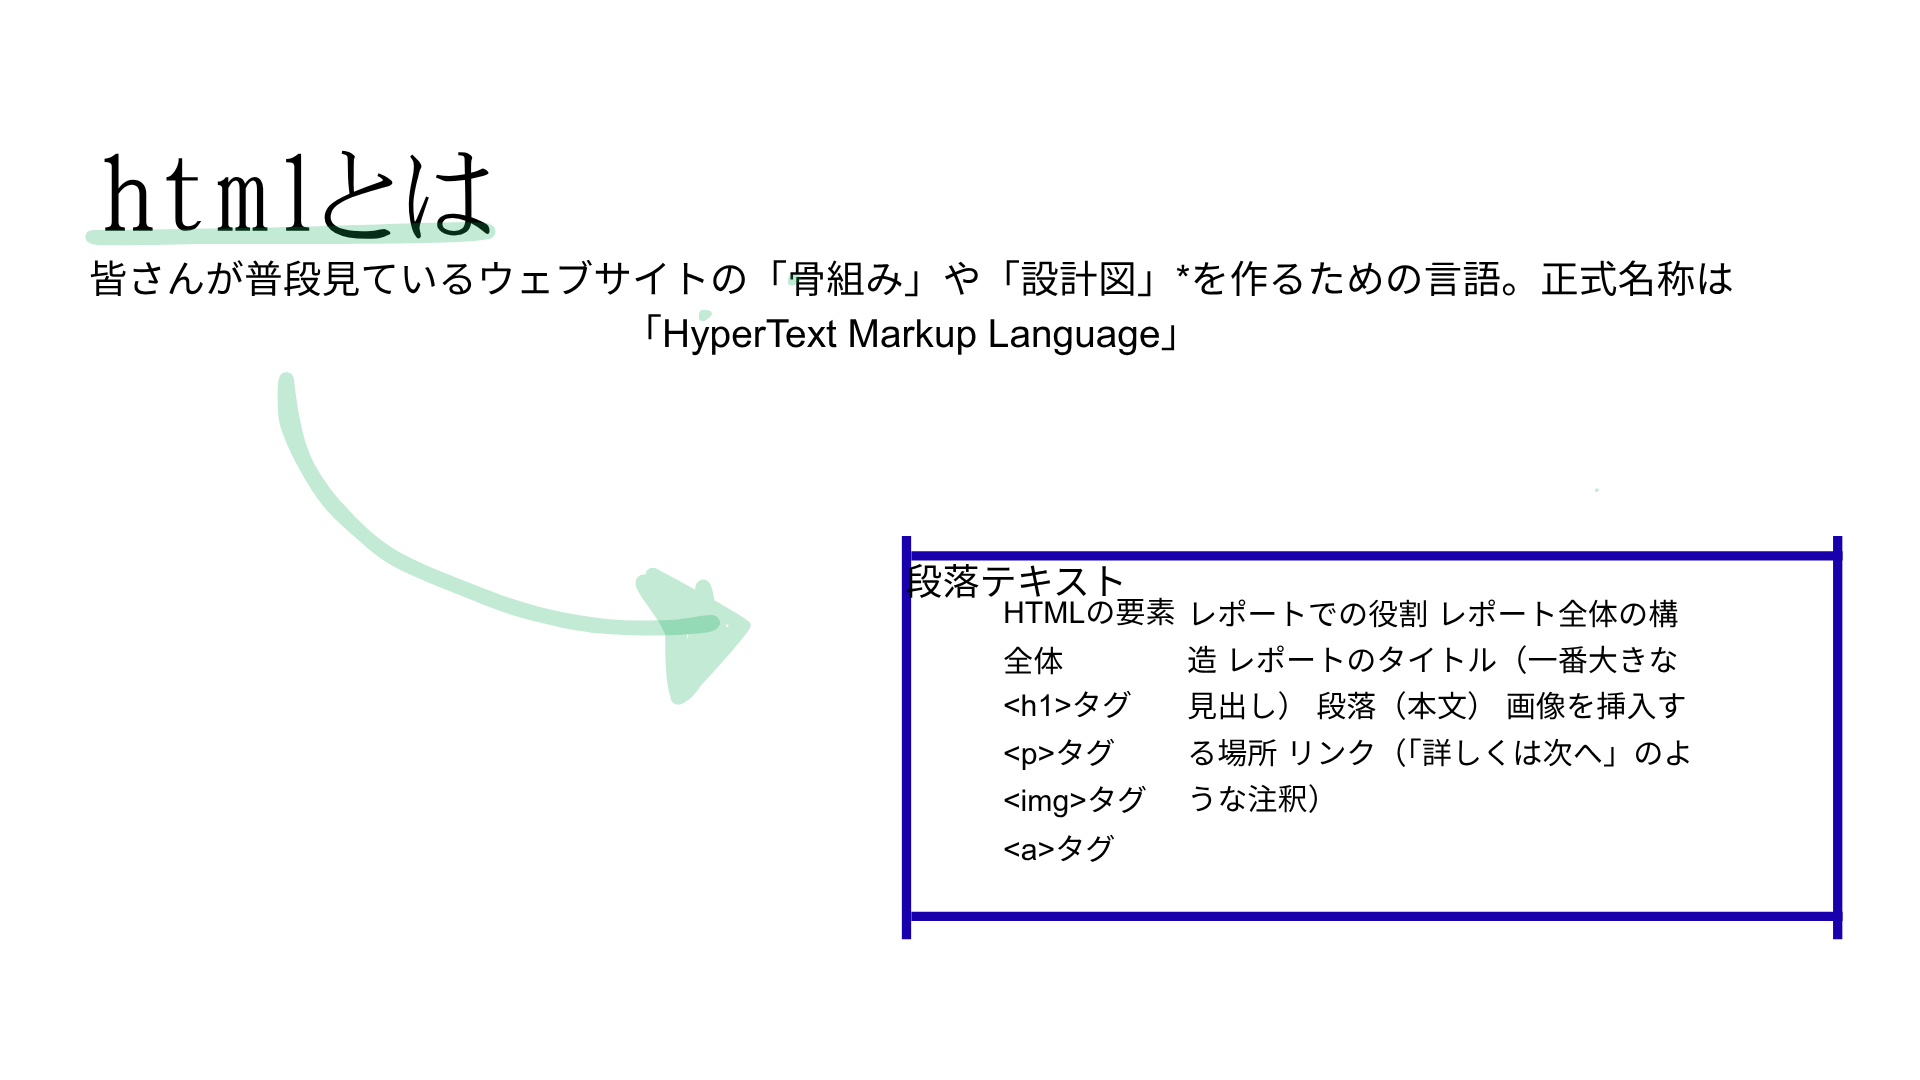 htmlとは
皆さんが普段見ているウェブサイトの「骨組み」や「設計図」*を作るための言語。正式名称は
「HyperText Markup Language」
段落テキスト
HTMLの要素
全体
<h1>タグ
<p>タグ
<img>タグ
<a>タグ
レポートでの役割 レポート全体の構
造 レポートのタイトル（一番大きな
見出し） 段落（本文） 画像を挿入す
る場所 リンク（「詳しくは次へ」のよ
うな注釈）